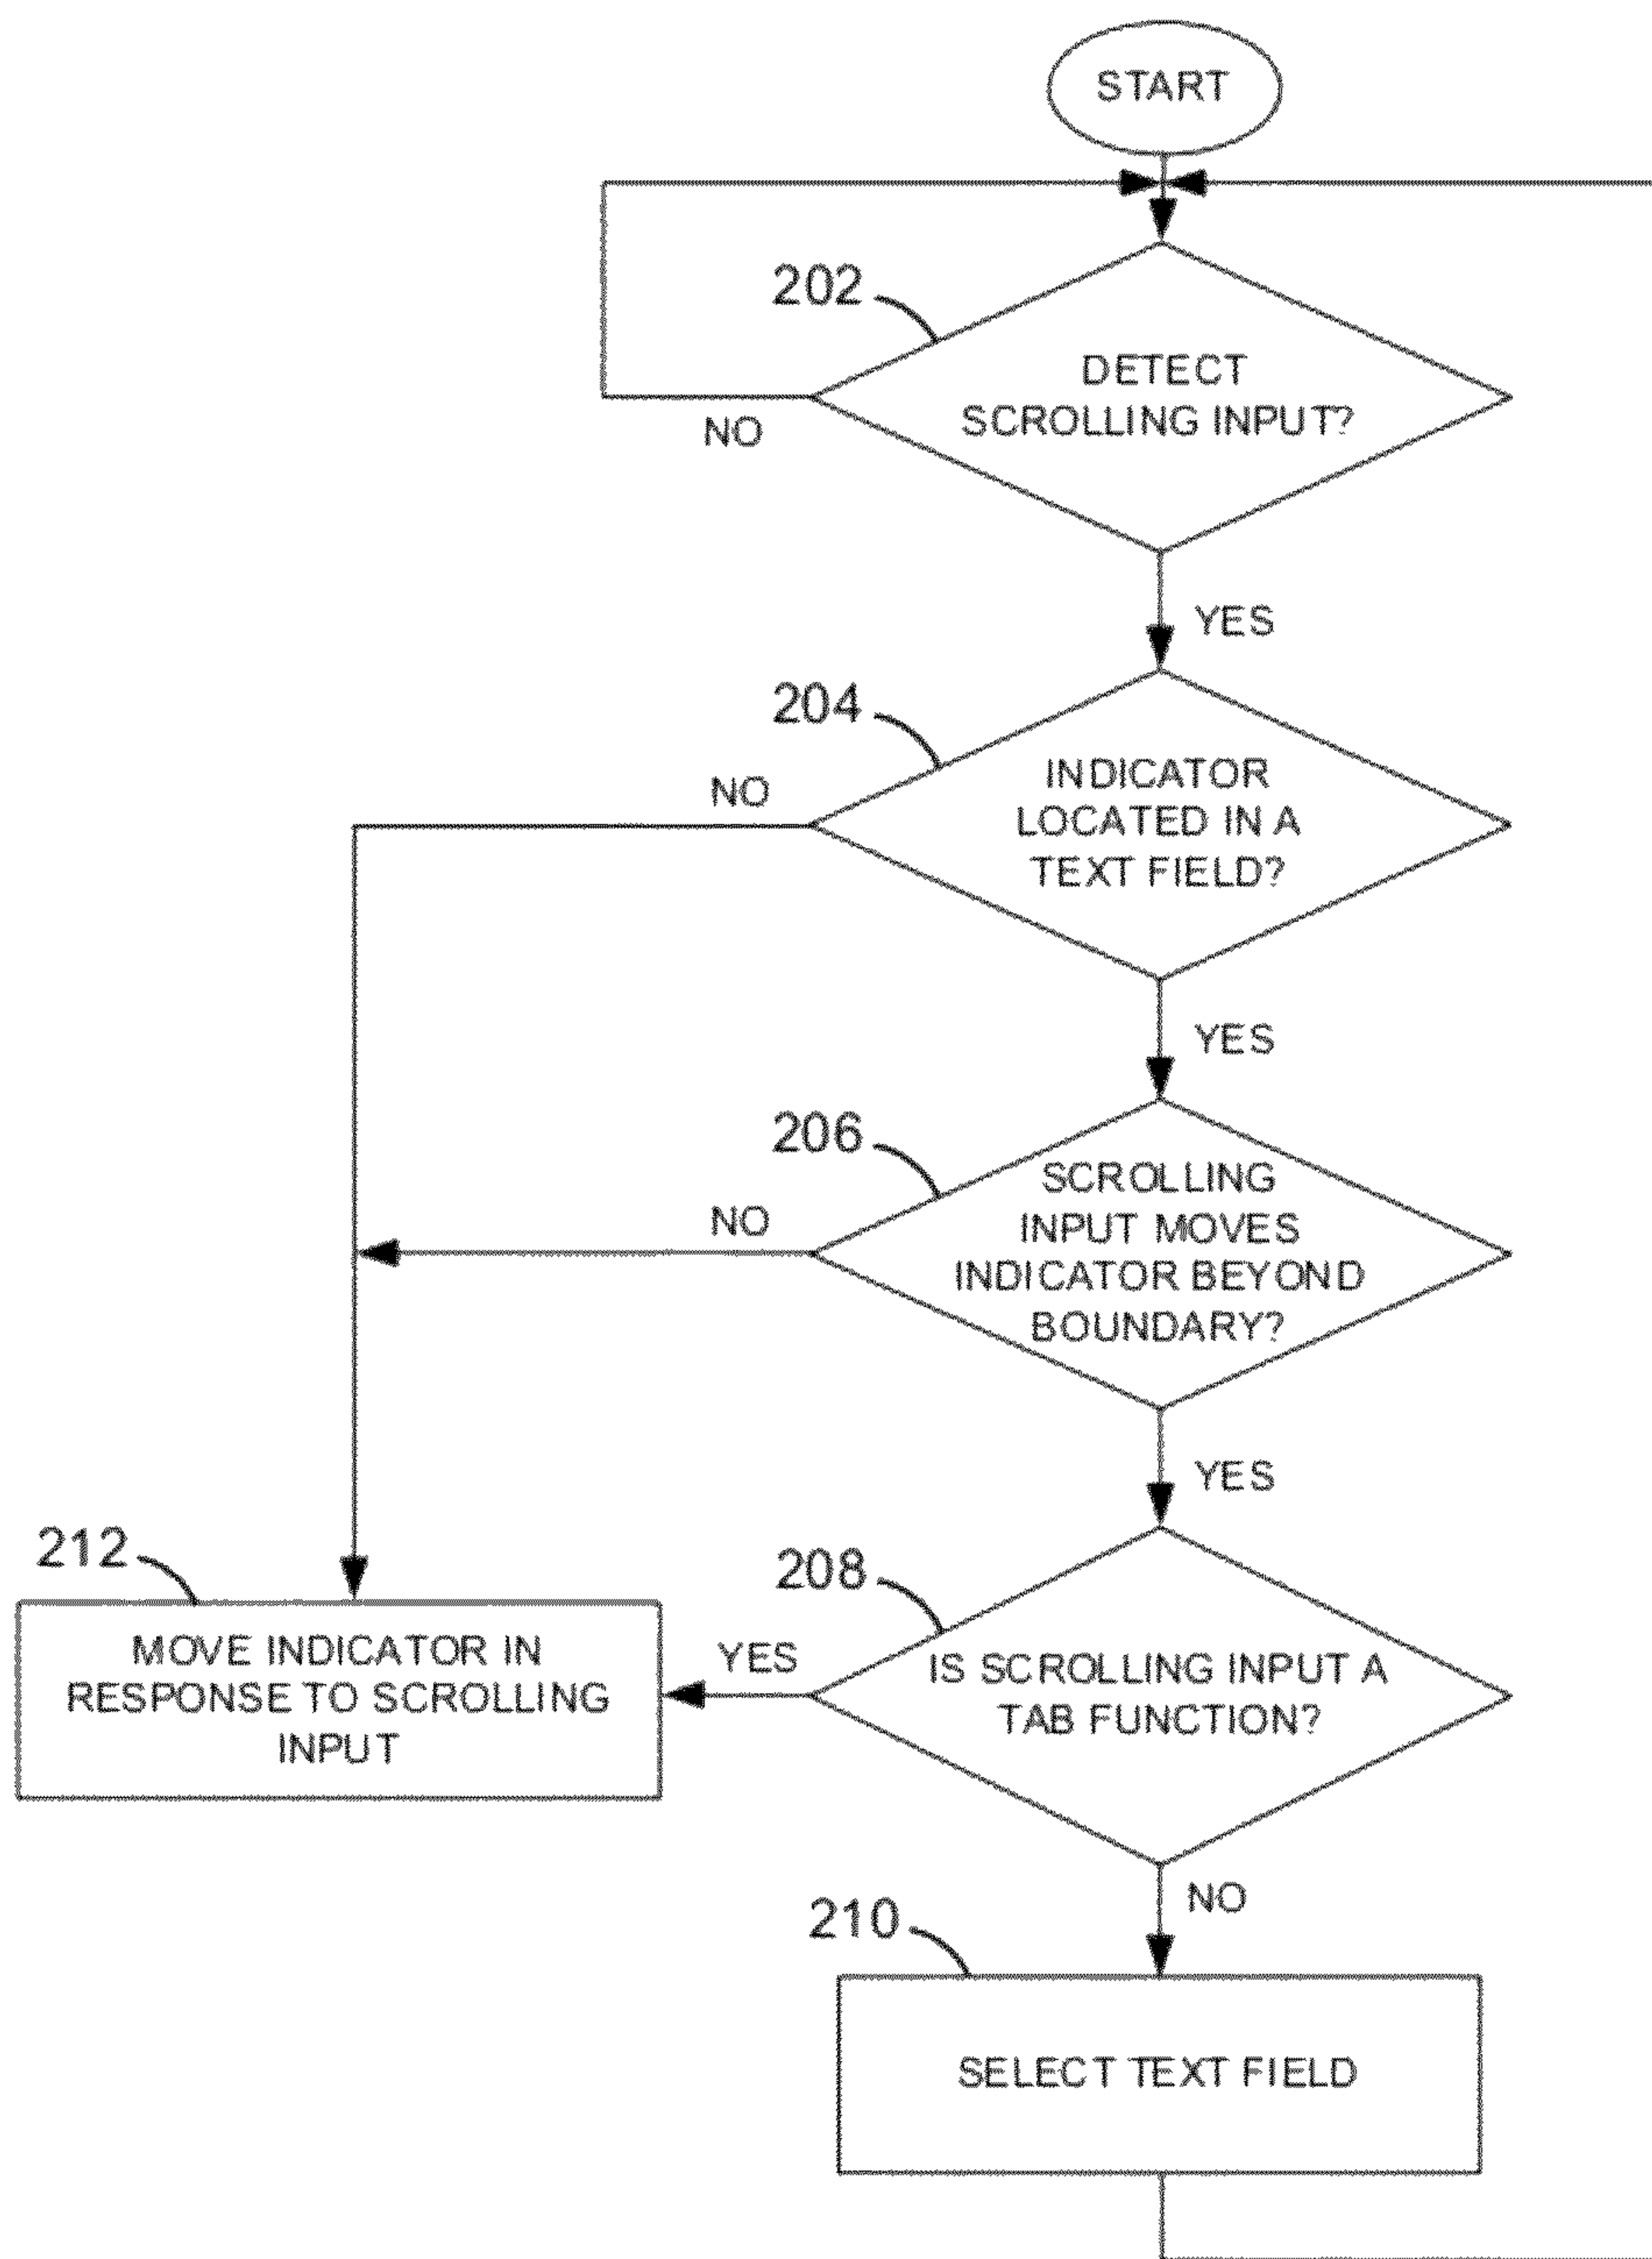 START
202
DETECT
SCROLLING INPUT?
NO
YES
204
INDICATOR
LOCATED IN A
TEXT FIELD?
NO
YES
206
SCROLLING
INPUT MOVES
INDICATOR BEYOND
BOUNDARY?
NO
YES
212
MOVE INDICATOR IN
RESPONSE TO SCROLLING
INPUT
208
YES
IS SCROLLING INPUT A
TAB FUNCTION?
NO
210
SELECT TEXT FIELD